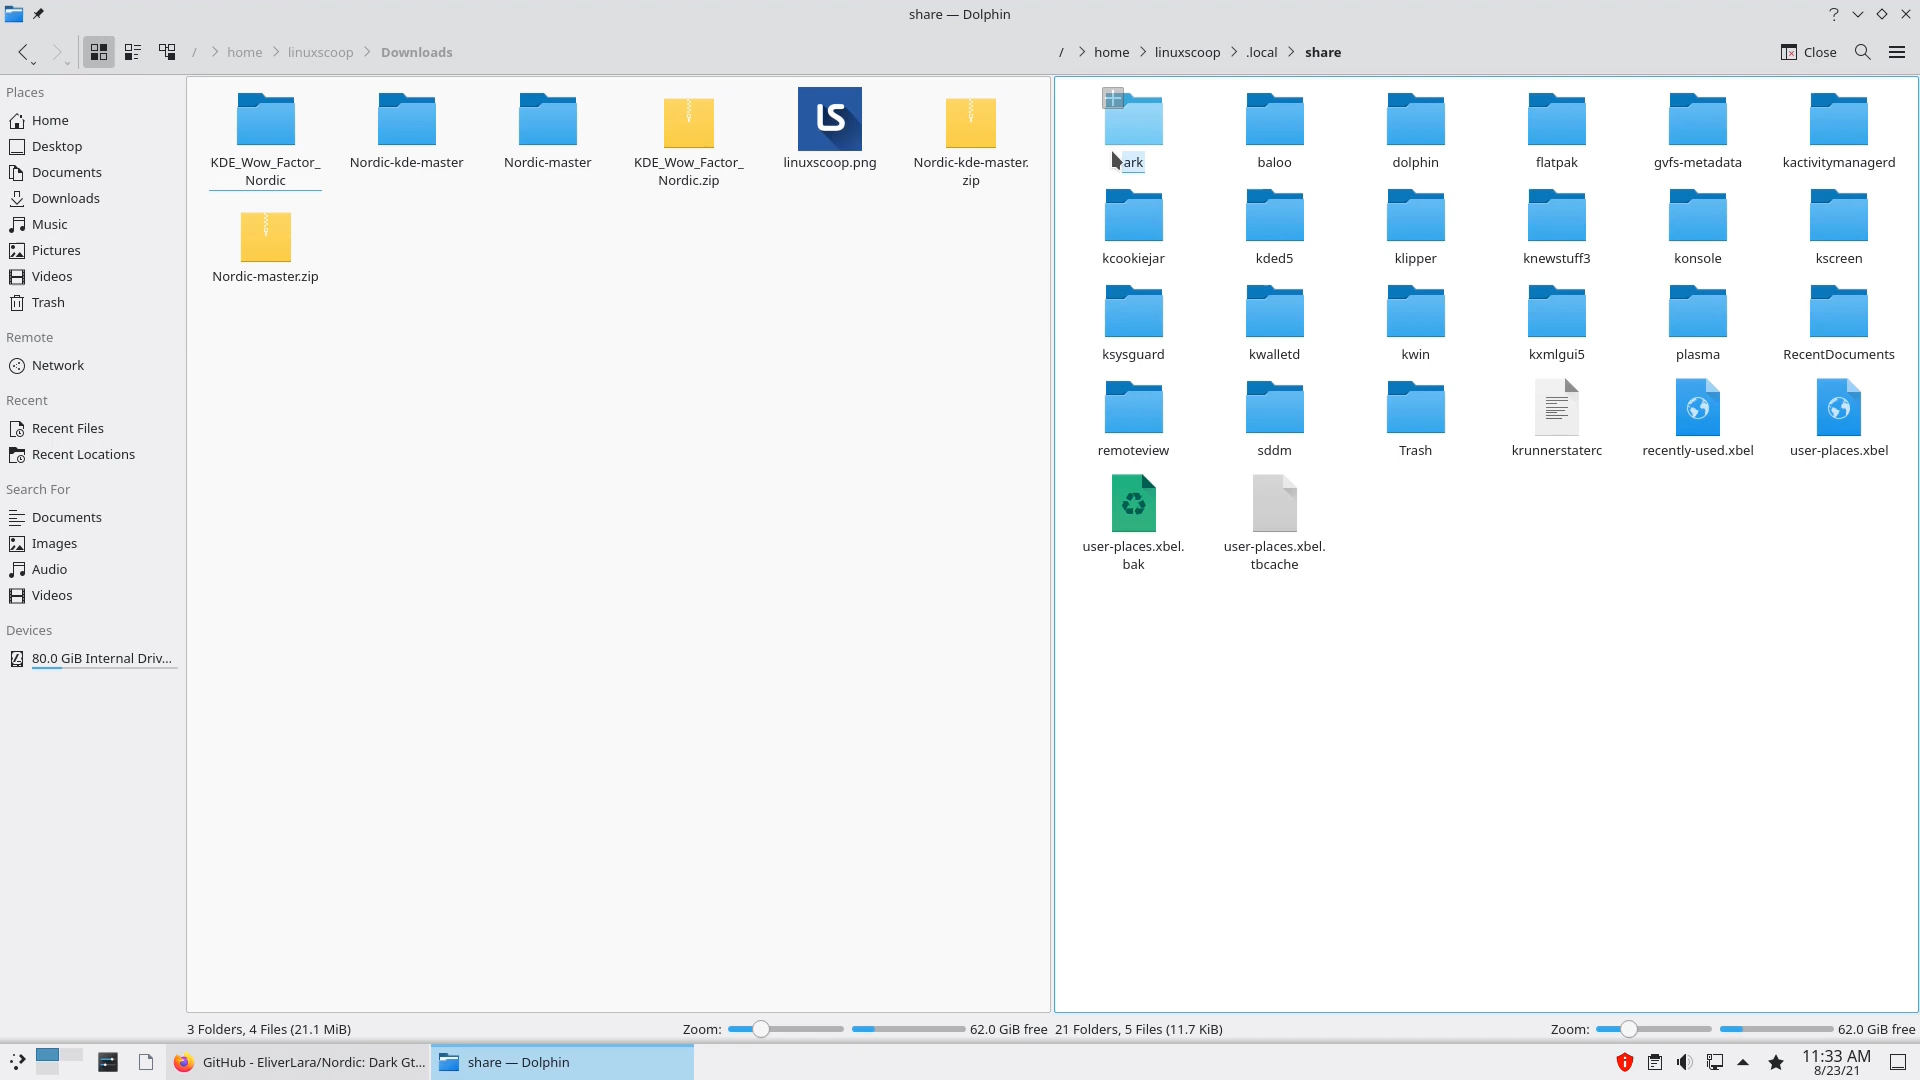 share — Dolphin
/ > home > linuxscoop > Downloads
/ > home > linuxscoop > .local > share
Close
Places
Home
Desktop
Documents
Downloads
Music
Pictures
Videos
Trash
Remote
Network
Recent
Recent Files
Recent Locations
Search For
Documents
Images
Audio
Videos
Devices
80.0 GiB Internal Driv...
KDE_Wow_Factor_
Nordic
Nordic-kde-master
Nordic-master
KDE_Wow_Factor_
Nordic.zip
LS
linuxscoop.png
Nordic-kde-master.
zip
Nordic-master.zip
ark
baloo
dolphin
flatpak
gvfs-metadata
kactivitymanagerd
kcookiejar
kded5
klipper
knewstuff3
konsole
kscreen
ksysguard
kwalletd
kwin
kxmlgui5
plasma
RecentDocuments
remoteview
sddm
Trash
krunnerstaterc
recently-used.xbel
user-places.xbel
user-places.xbel.
bak
user-places.xbel.
tbcache
3 Folders, 4 Files (21.1 MiB)
Zoom:
62.0 GiB free
21 Folders, 5 Files (11.7 KiB)
Zoom:
62.0 GiB free
GitHub - EliverLara/Nordic: Dark Gt...
share — Dolphin
11:33 AM
8/23/21